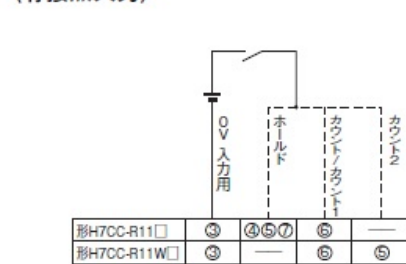 0V 入力用
ホールド
カウント/カウント1
カウント2
形H7CC-R11□ ③ ④⑤⑦ ⑥ —
形H7CC-R11W□ ③ — ⑥ ⑤